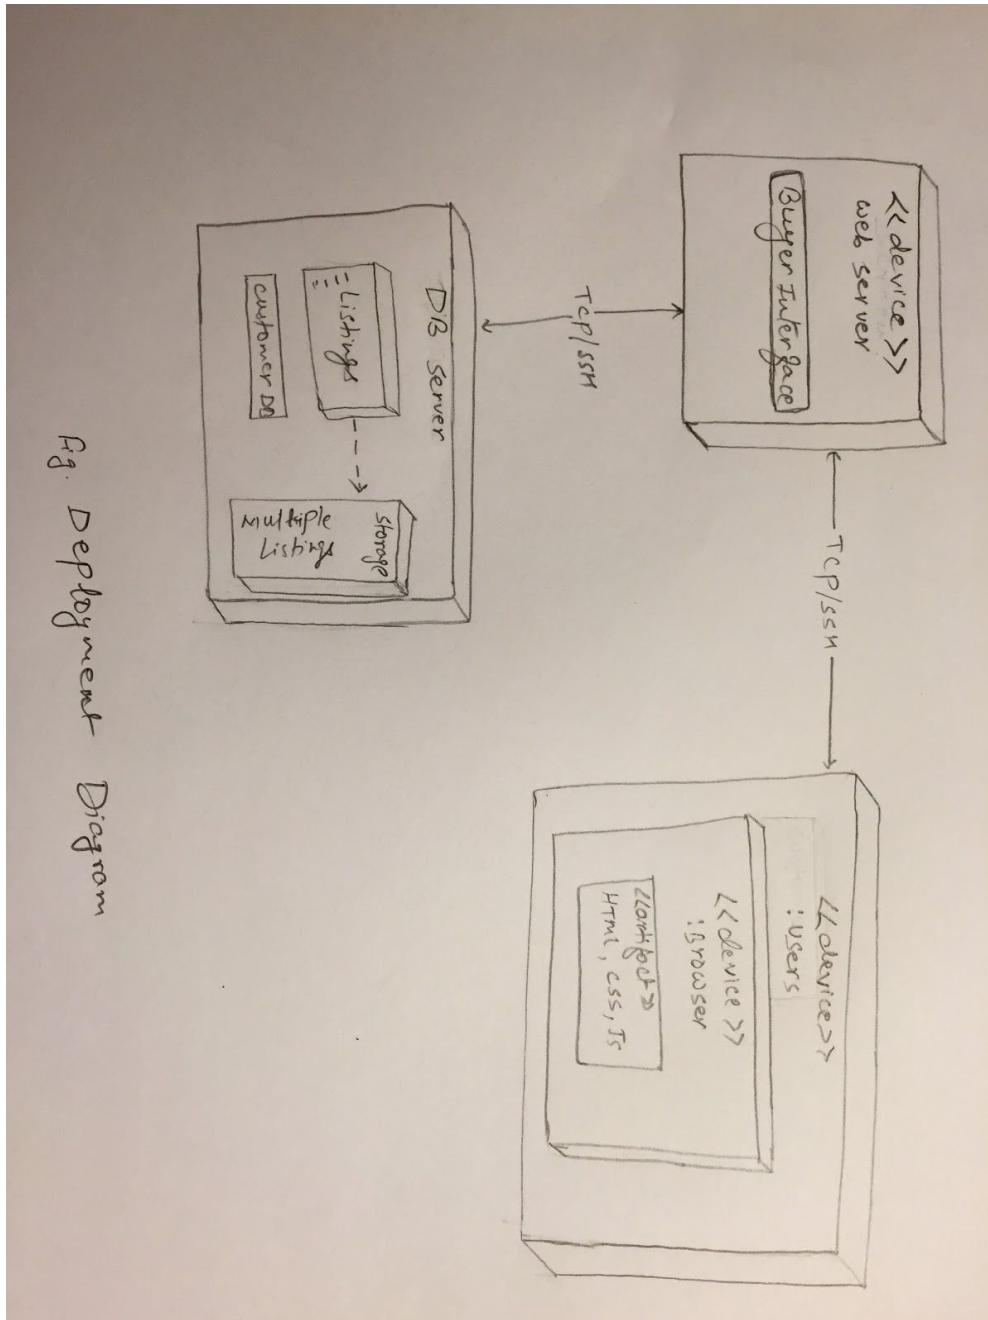 <<device>>
web server
Buyer Interface
Tcp/SSH
<<device>>
:users
<<device>>
:Browser
<<artifact>>
HTML, CSS, Js
Tcp/SSH
DB Server
Listings
Customer DB
Storage
Multiple
Listings
fig. Deployment Diagram